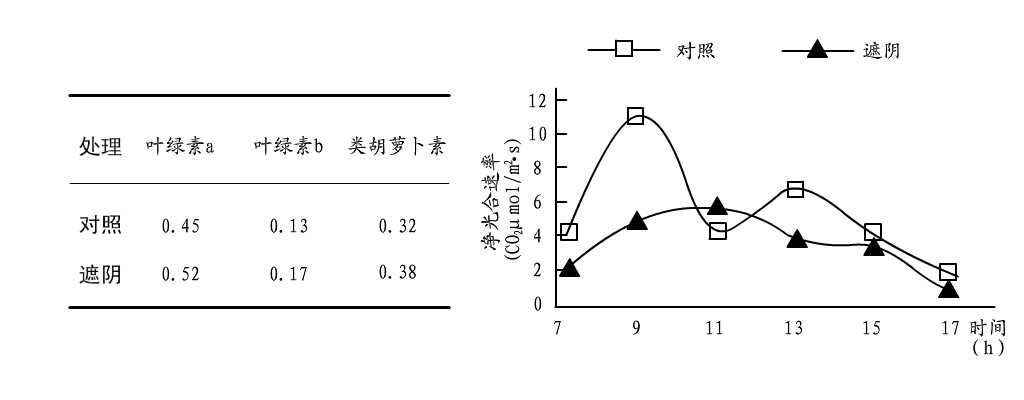 处理 叶绿素a 叶绿素b 类胡萝卜素
对照 0.45 0.13 0.32
遮阴 0.52 0.17 0.38
对照 遮阴
净光合速率
(CO₂μmol/m²·s)
12
10
8
6
4
2
0
7 9 11 13 15 17 时间
(h)